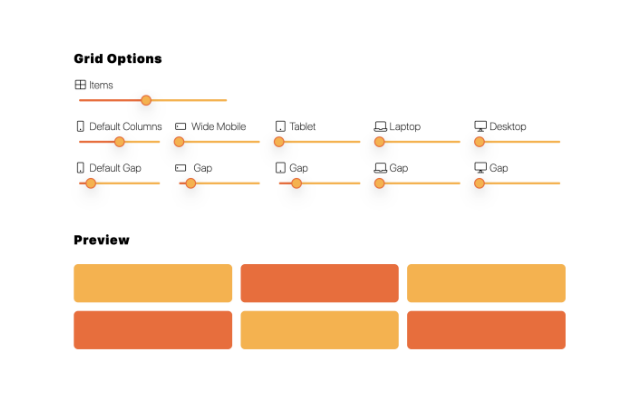 Grid Options
Items
Default Columns Wide Mobile Tablet Laptop Desktop
Default Gap Gap Gap Gap Gap
Preview